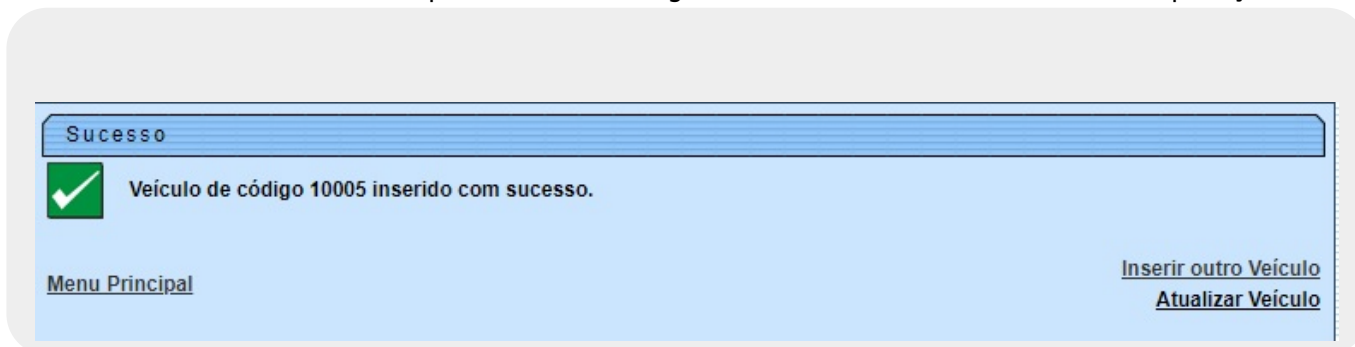 Sucesso
Veículo de código 10005 inserido com sucesso.
Inserir outro Veículo
Menu Principal
Atualizar Veículo